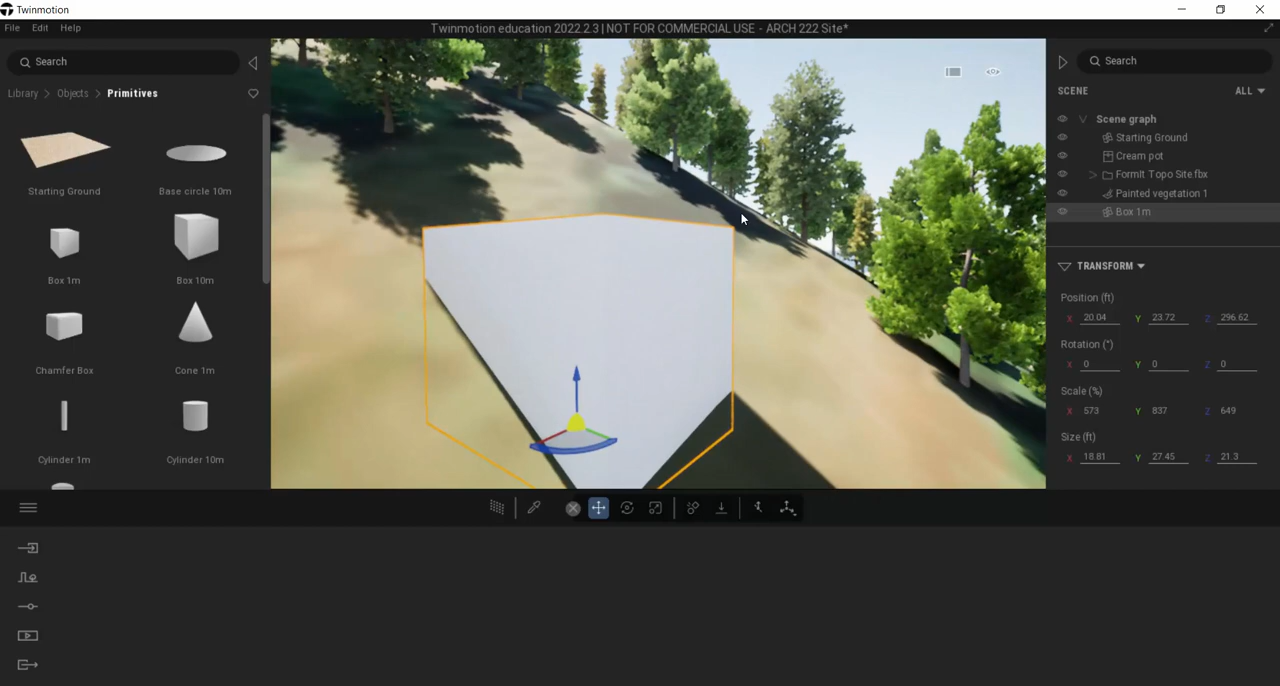 Twinmotion
File Edit Help
Twinmotion education 2022.2.3 | NOT FOR COMMERCIAL USE - ARCH 222 Site*
Search
Library > Objects > Primitives
Starting Ground
Base circle 10m
Box 1m
Box 10m
Chamfer Box
Cone 1m
Cylinder 1m
Cylinder 10m
Search
SCENE
ALL
Scene graph
Starting Ground
Cream pot
FormIt Topo Site.fbx
Painted vegetation 1
Box 1m
TRANSFORM
Position (ft)
X 20.04 Y 23.72 Z 296.62
Rotation (°)
X 0 Y 0 Z 0
Scale (%)
X 573 Y 837 Z 649
Size (ft)
X 18.81 Y 27.45 Z 21.3